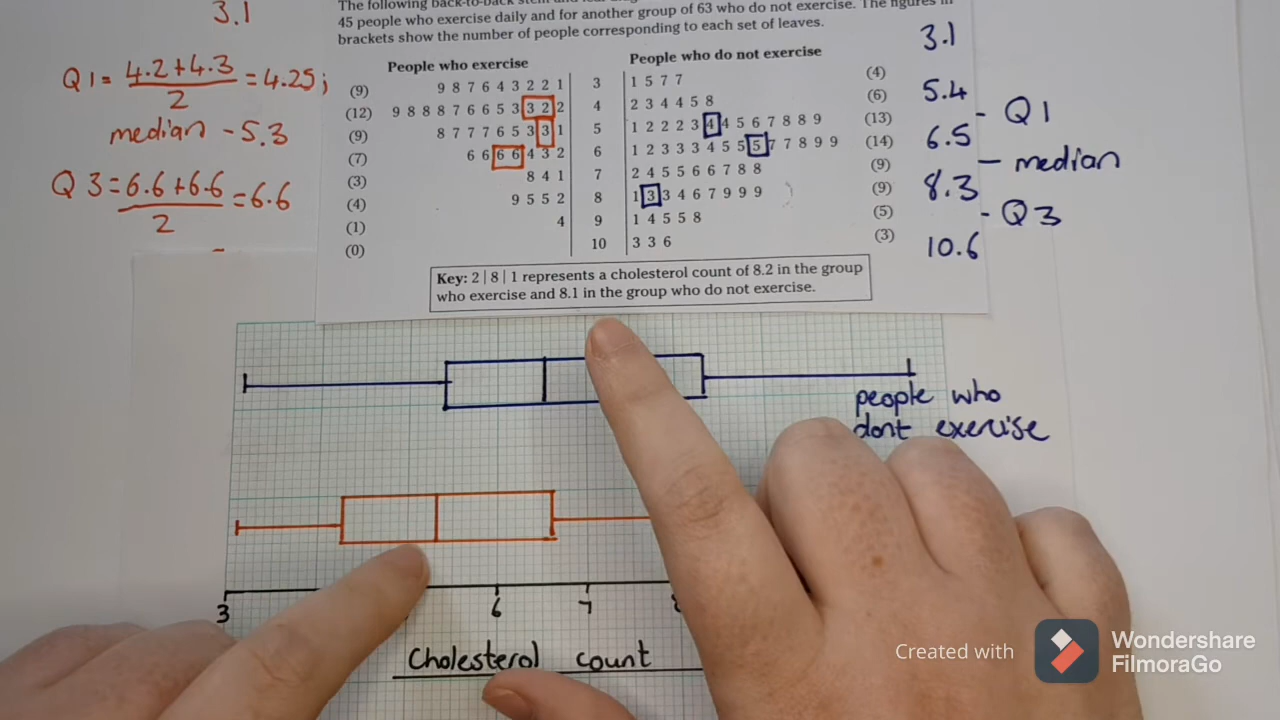 3.1
Q1 = 4.2+4.3 = 4.25;
2
median - 5.3
Q3 = 6.6+6.6 = 6.6
2
The following back-to-back stem and
45 people who exercise daily and for another group of 63 who do not exercise. The figures in
brackets show the number of people corresponding to each set of leaves.
People who exercise People who do not exercise
(9) 9 8 7 6 4 3 2 2 1 3 1 5 7 7 (4)
(12) 9 8 8 8 7 6 6 5 3 3 2 2 4 2 3 4 4 5 8 (6)
(9) 8 7 7 7 6 5 3 3 1 5 1 2 2 2 3 4 4 5 6 7 8 8 9 (13)
(7) 6 6 6 6 4 3 2 6 1 2 3 3 3 4 5 5 5 7 7 8 9 9 (14)
(3) 8 4 1 7 2 4 5 5 6 6 7 8 8 (9)
(4) 9 5 5 2 8 1 3 3 4 6 7 9 9 9 (9)
(1) 4 9 1 4 5 5 8 (5)
(0) 10 3 3 6 (3)
Key: 2 | 8 | 1 represents a cholesterol count of 8.2 in the group
who exercise and 8.1 in the group who do not exercise.
3.1
5.4 - Q1
6.5 - median
8.3 - Q3
10.6
people who
dont exercise
3 6 7
Cholesterol count
Created with
Wondershare
FilmoraGo